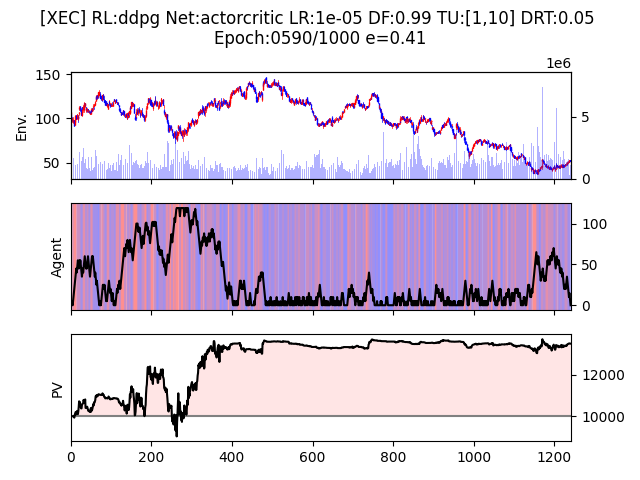 [XEC] RL:ddpg Net:actorcritic LR:1e-05 DF:0.99 TU:[1,10] DRT:0.05
Epoch:0590/1000 e=0.41
1e6
150
100
50
Env.
5
0
Agent
100
50
0
PV
12000
10000
0 200 400 600 800 1000 1200